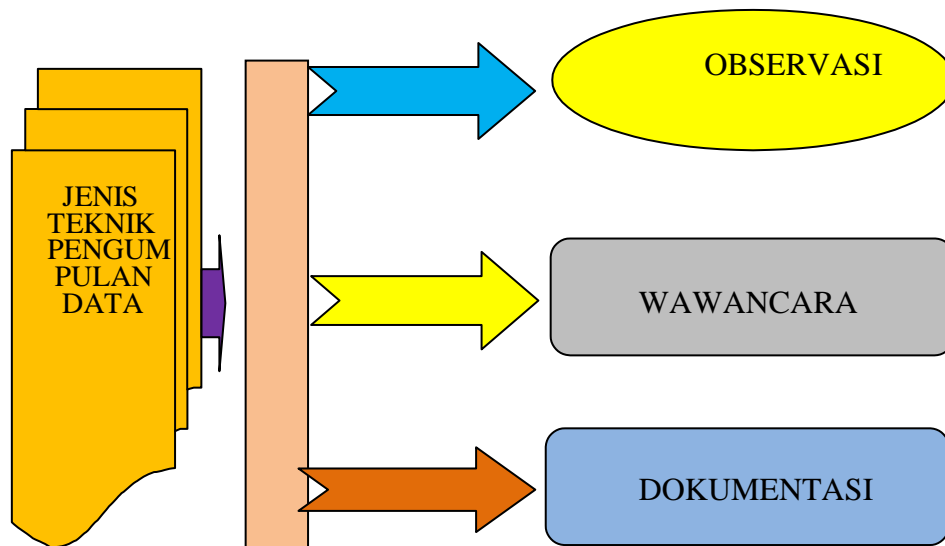 JENIS
TEKNIK
PENGUM
PULAN
DATA
OBSERVASI
WAWANCARA
DOKUMENTASI